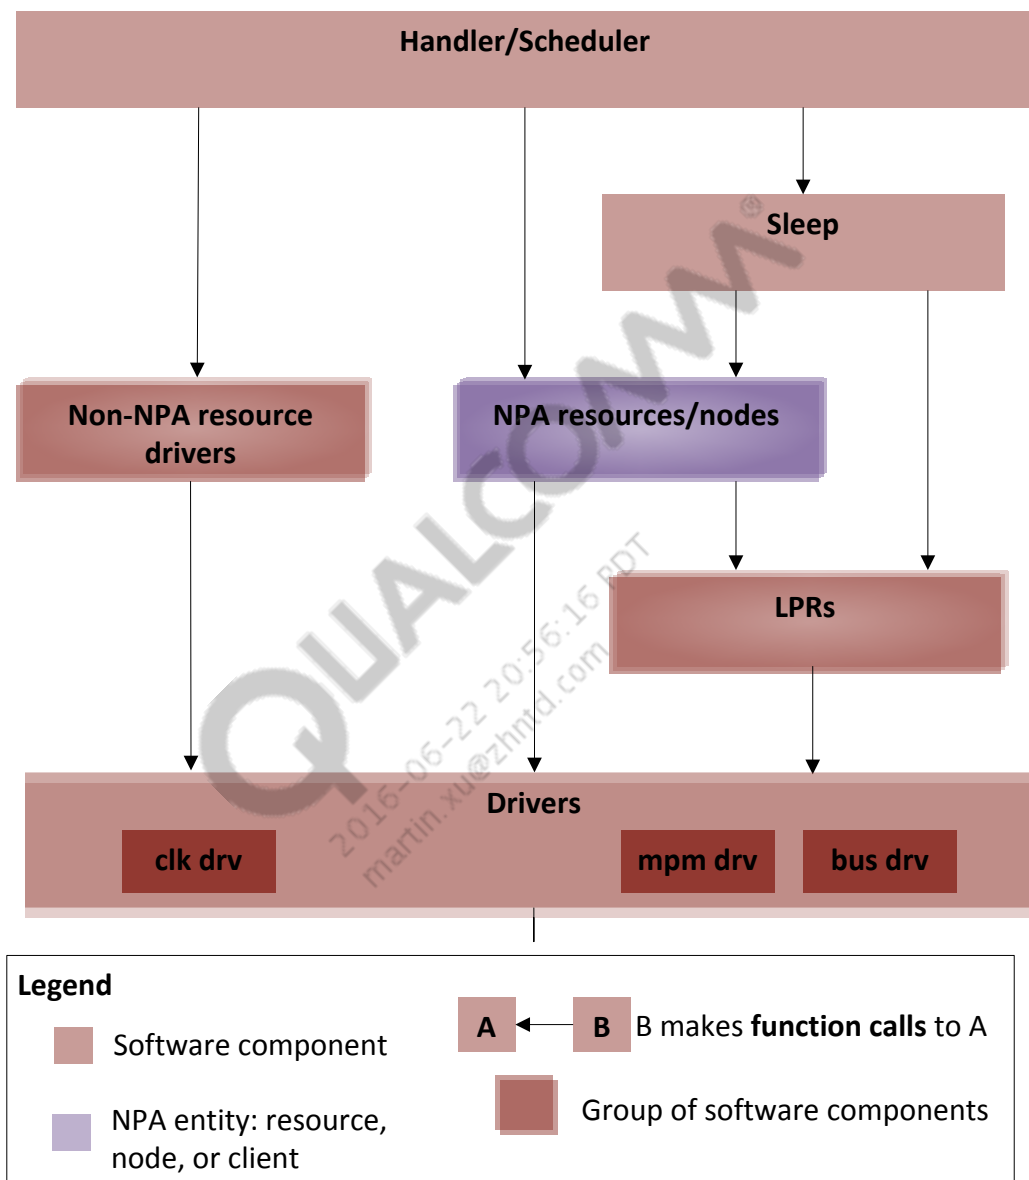 Handler/Scheduler
Sleep
Non-NPA resource
drivers
NPA resources/nodes
LPRs
Drivers
clk drv
mpm drv
bus drv
QUALCOMM®
2016-06-22 20:56:16 PDT
martin.xu@zhntd.com
Legend
Software component
A B B makes function calls to A
NPA entity: resource,
node, or client
Group of software components